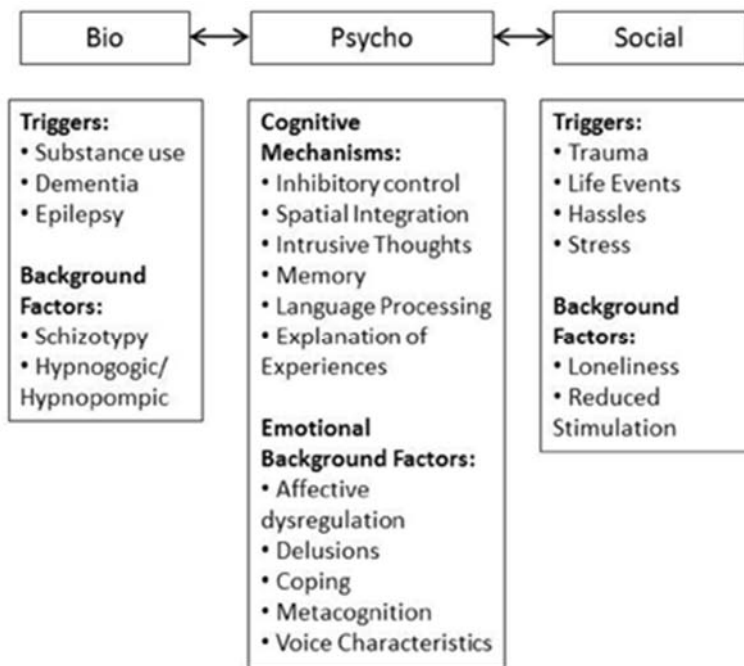 Bio
Psycho
Social
Triggers:
• Substance use
• Dementia
• Epilepsy
Background
Factors:
• Schizotypy
• Hypnogogic/
Hypnopompic
Cognitive
Mechanisms:
• Inhibitory control
• Spatial Integration
• Intrusive Thoughts
• Memory
• Language Processing
• Explanation of
Experiences
Emotional
Background Factors:
• Affective
dysregulation
• Delusions
• Coping
• Metacognition
• Voice Characteristics
Triggers:
• Trauma
• Life Events
• Hassles
• Stress
Background
Factors:
• Loneliness
• Reduced
Stimulation